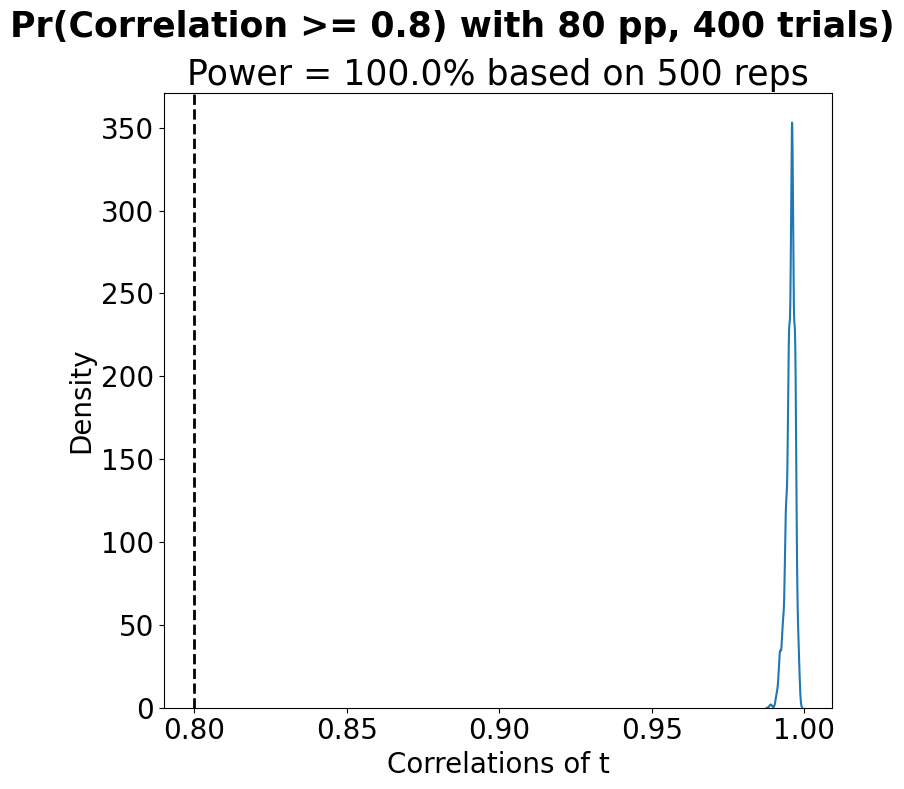 Pr(Correlation >= 0.8) with 80 pp, 400 trials)
Power = 100.0% based on 500 reps
350
300
250
200
150
100
50
0
Density
0.80 0.85 0.90 0.95 1.00
Correlations of t